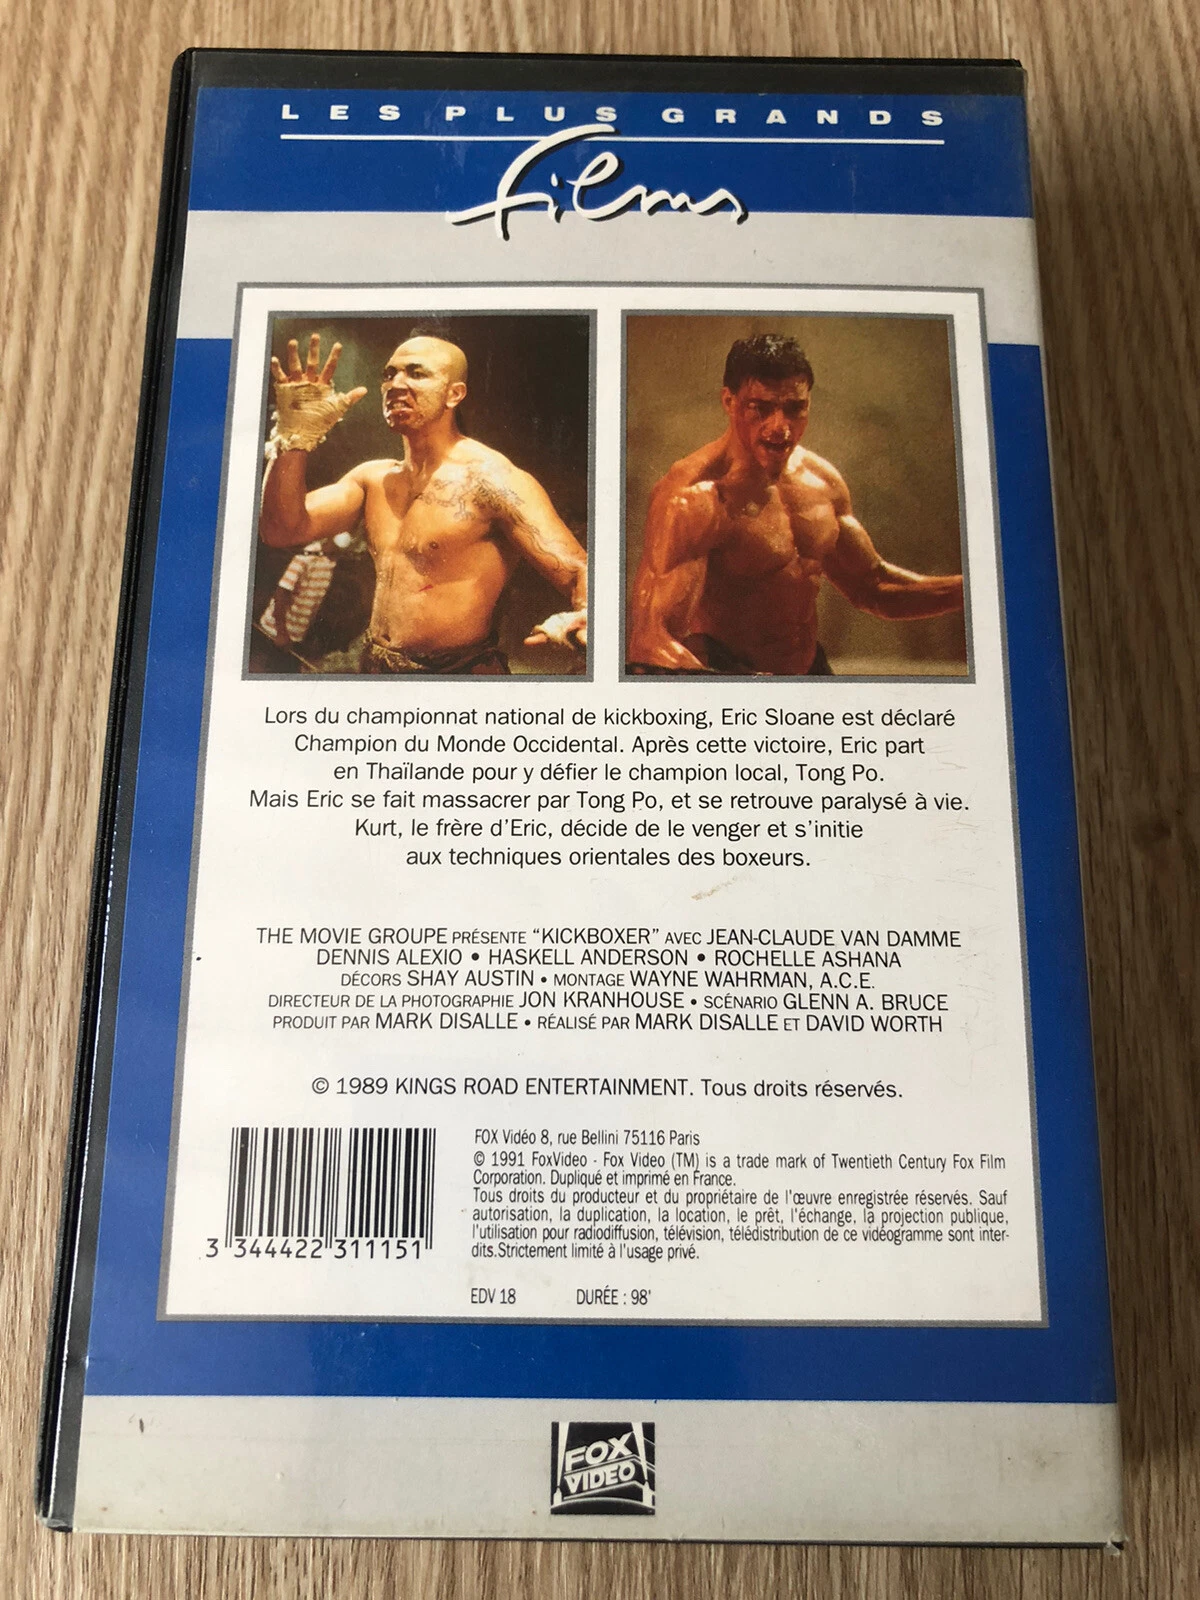 LES PLUS GRANDS
films
Lors du championnat national de kickboxing, Eric Sloane est déclaré
Champion du Monde Occidental. Après cette victoire, Eric part
en Thaïlande pour y défier le champion local, Tong Po.
Mais Eric se fait massacrer par Tong Po, et se retrouve paralysé à vie.
Kurt, le frère d'Eric, décide de le venger et s'initie
aux techniques orientales des boxeurs.
THE MOVIE GROUPE PRÉSENTE “KICKBOXER” AVEC JEAN-CLAUDE VAN DAMME
DENNIS ALEXIO • HASKELL ANDERSON • ROCHELLE ASHANA
DÉCORS SHAY AUSTIN • MONTAGE WAYNE WAHRMAN, A.C.E.
DIRECTEUR DE LA PHOTOGRAPHIE JON KRANHOUSE • SCÉNARIO GLENN A. BRUCE
PRODUIT PAR MARK DISALLE • RÉALISÉ PAR MARK DISALLE ET DAVID WORTH
© 1989 KINGS ROAD ENTERTAINMENT. Tous droits réservés.
FOX Vidéo 8, rue Bellini 75116 Paris
© 1991 FoxVideo - Fox Video (TM) is a trade mark of Twentieth Century Fox Film
Corporation. Dupliqué et imprimé en France.
Tous droits du producteur et du propriétaire de l'œuvre enregistrée réservés. Sauf
autorisation, la duplication, la location, le prêt, l'échange, la projection publique,
l'utilisation pour radiodiffusion, télévision, télédistribution de ce vidéogramme sont inter-
dits.Strictement limité à l'usage privé.
3 344422 311151
EDV 18 DURÉE : 98'
FOX
VIDEO